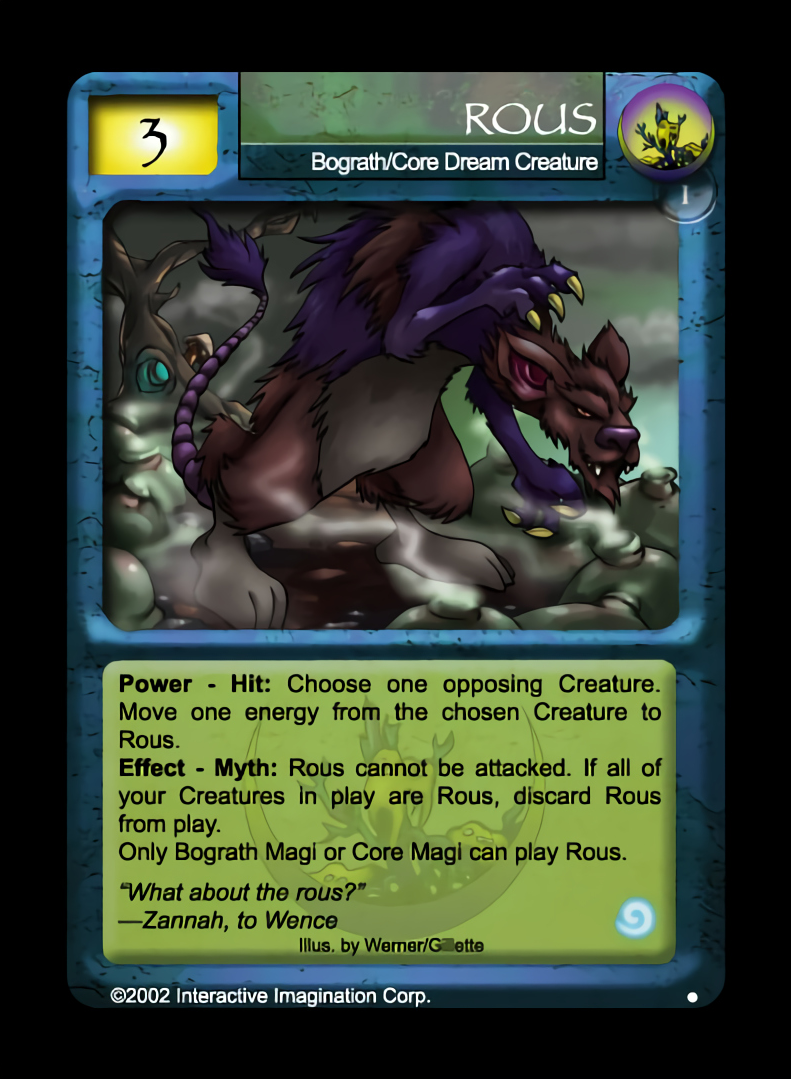 3
ROUS
Bograth/Core Dream Creature
1
Power - Hit: Choose one opposing Creature.
Move one energy from the chosen Creature to
Rous.
Effect - Myth: Rous cannot be attacked. If all of
your Creatures in play are Rous, discard Rous
from play.
Only Bograth Magi or Core Magi can play Rous.
"What about the rous?"
—Zannah, to Wence
Illus. by
©2002 Interactive Imagination Corp.